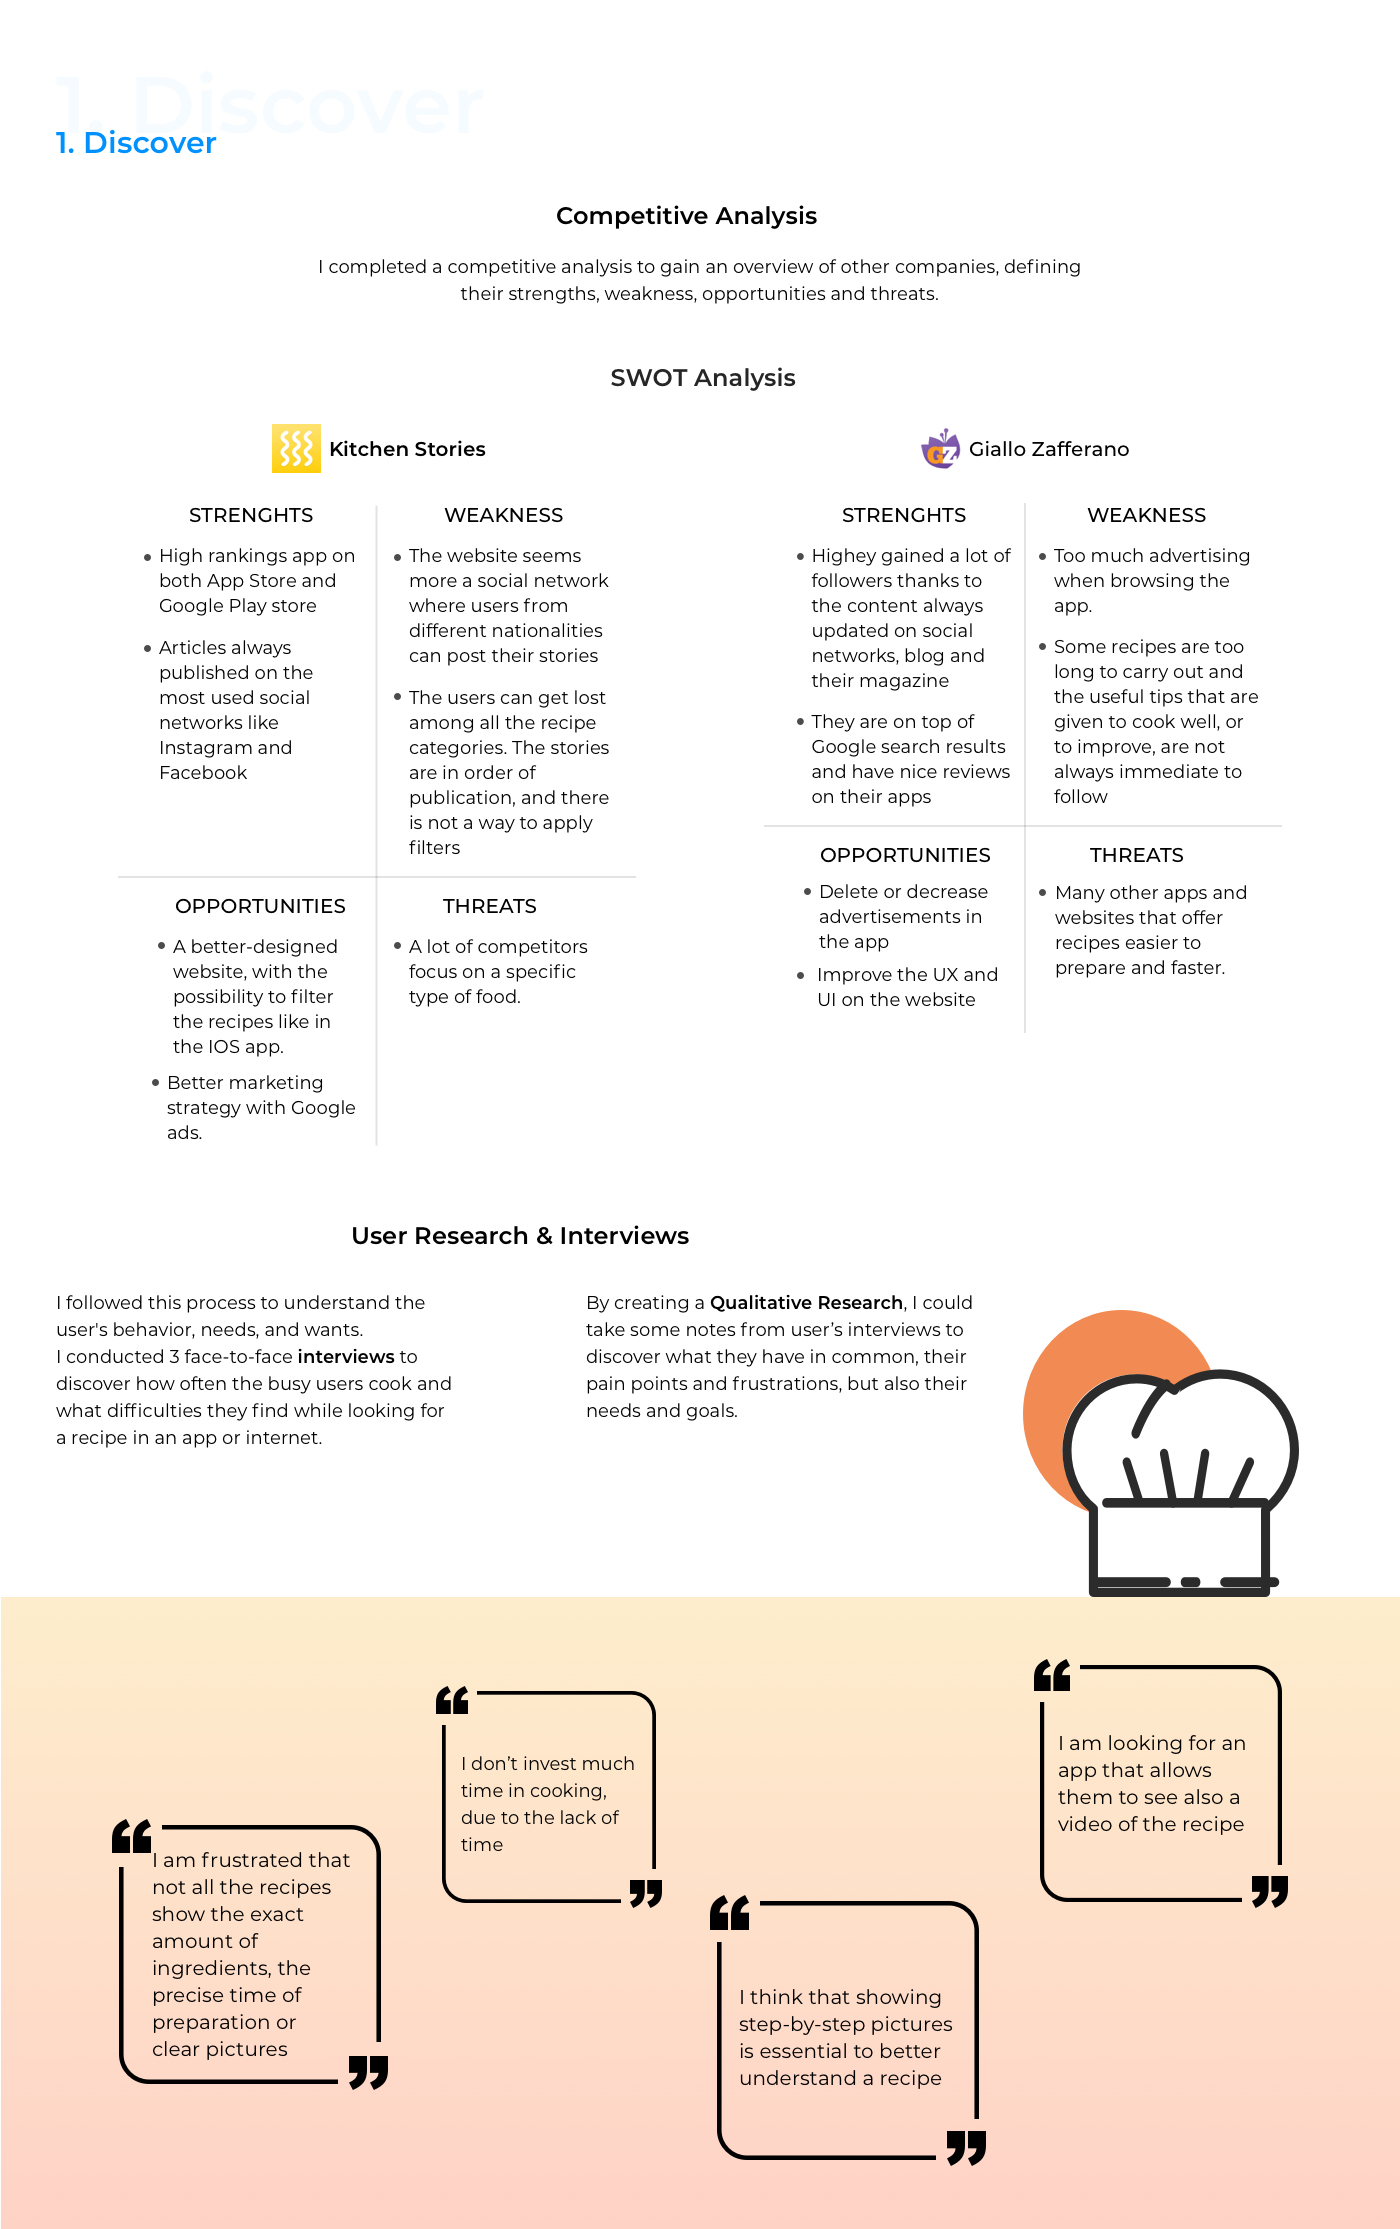 1. Discover
1. Discover
Competitive Analysis
I completed a competitive analysis to gain an overview of other companies, defining
their strengths, weakness, opportunities and threats.
SWOT Analysis
Kitchen Stories
STRENGHTS
High rankings app on
both App Store and
Google Play store
Articles always
published on the
most used social
networks like
Instagram and
Facebook
WEAKNESS
The website seems
more a social network
where users from
different nationalities
can post their stories
The users can get lost
among all the recipe
categories. The stories
are in order of
publication, and there
is not a way to apply
filters
OPPORTUNITIES
A better-designed
website, with the
possibility to filter
the recipes like in
the IOS app.
Better marketing
strategy with Google
ads.
THREATS
A lot of competitors
focus on a specific
type of food.
GZ
Giallo Zafferano
STRENGHTS
Highey gained a lot of
followers thanks to
the content always
updated on social
networks, blog and
their magazine
They are on top of
Google search results
and have nice reviews
on their apps
WEAKNESS
Too much advertising
when browsing the
app.
Some recipes are too
long to carry out and
the useful tips that are
given to cook well, or
to improve, are not
always immediate to
follow
OPPORTUNITIES
Delete or decrease
advertisements in
the app
Improve the UX and
UI on the website
THREATS
Many other apps and
websites that offer
recipes easier to
prepare and faster.
User Research & Interviews
I followed this process to understand the
user's behavior, needs, and wants.
I conducted 3 face-to-face interviews to
discover how often the busy users cook and
what difficulties they find while looking for
a recipe in an app or internet.
By creating a Qualitative Research, I could
take some notes from user’s interviews to
discover what they have in common, their
pain points and frustrations, but also their
needs and goals.
“
I am frustrated that
not all the recipes
show the exact
amount of
ingredients, the
precise time of
preparation or
clear pictures
”
“
I don’t invest much
time in cooking,
due to the lack of
time
”
“
I think that showing
step-by-step pictures
is essential to better
understand a recipe
”
“
I am looking for an
app that allows
them to see also a
video of the recipe
”